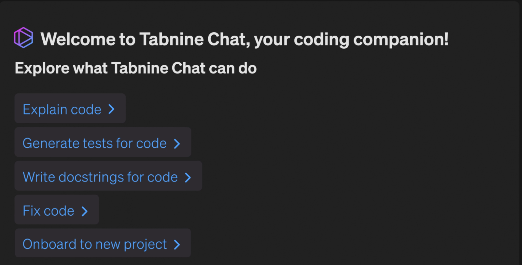 Welcome to Tabnine Chat, your coding companion!
Explore what Tabnine Chat can do
Explain code
Generate tests for code
Write docstrings for code
Fix code
Onboard to new project